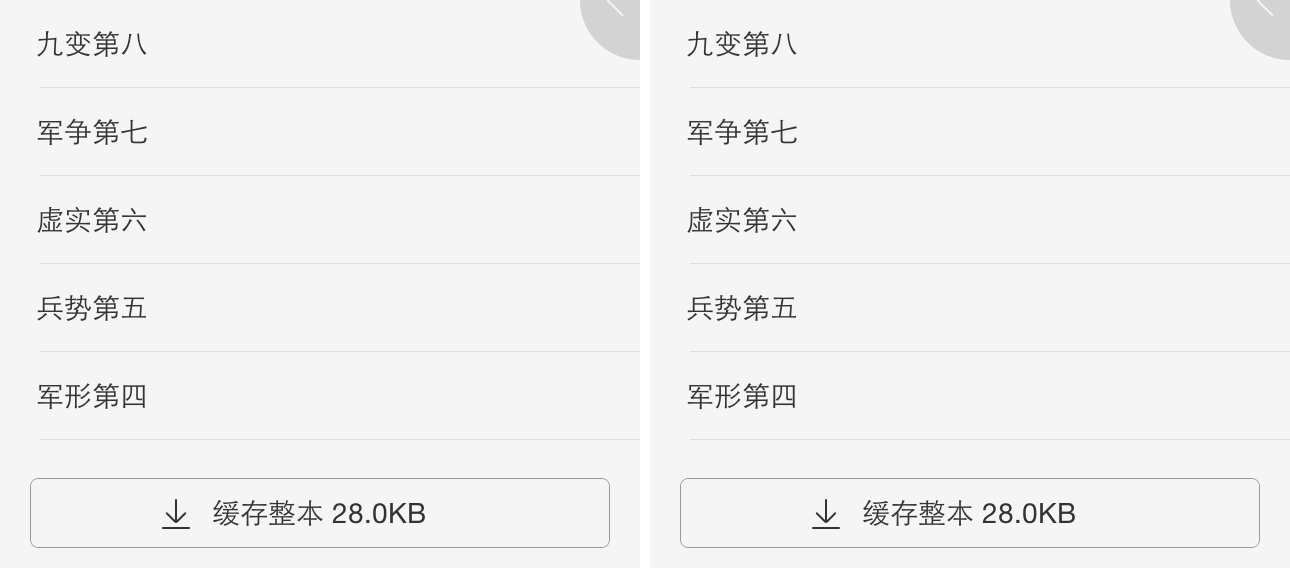 九变第八
军争第七
虚实第六
兵势第五
军形第四
缓存整本 28.0KB
九变第八
军争第七
虚实第六
兵势第五
军形第四
缓存整本 28.0KB